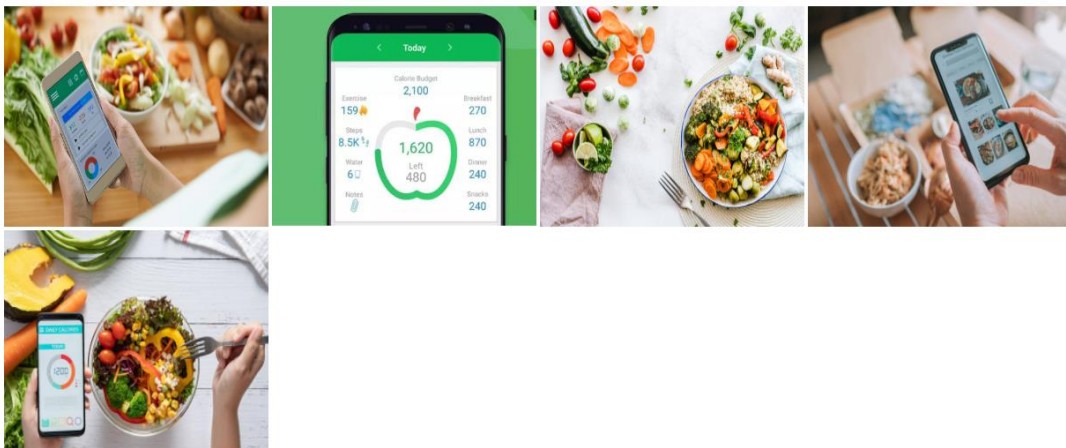 Today
Calorie Budget
2,100
Exercise
159
Breakfast
270
Steps
8.5K
Lunch
870
1,620
Left
480
Water
6
Dinner
240
Notes
Snacks
240
DAILY CALORIES
1200